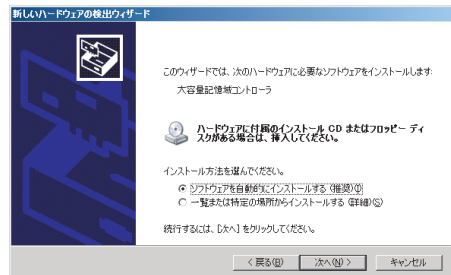 新しいハードウェアの検出ウィザード
このウィザードでは、次のハードウェアに必要なソフトウェアをインストールします:
大容量記憶域コントローラ
ハードウェアに付属のインストール CD またはフロッピー ディ
スクがある場合は、挿入してください。
インストール方法を選んでください。
ソフトウェアを自動的にインストールする (推奨)(I)
一覧または特定の場所からインストールする (詳細)(S)
続行するには、[次へ] をクリックしてください。
< 戻る(B)
次へ(N) >
キャンセル